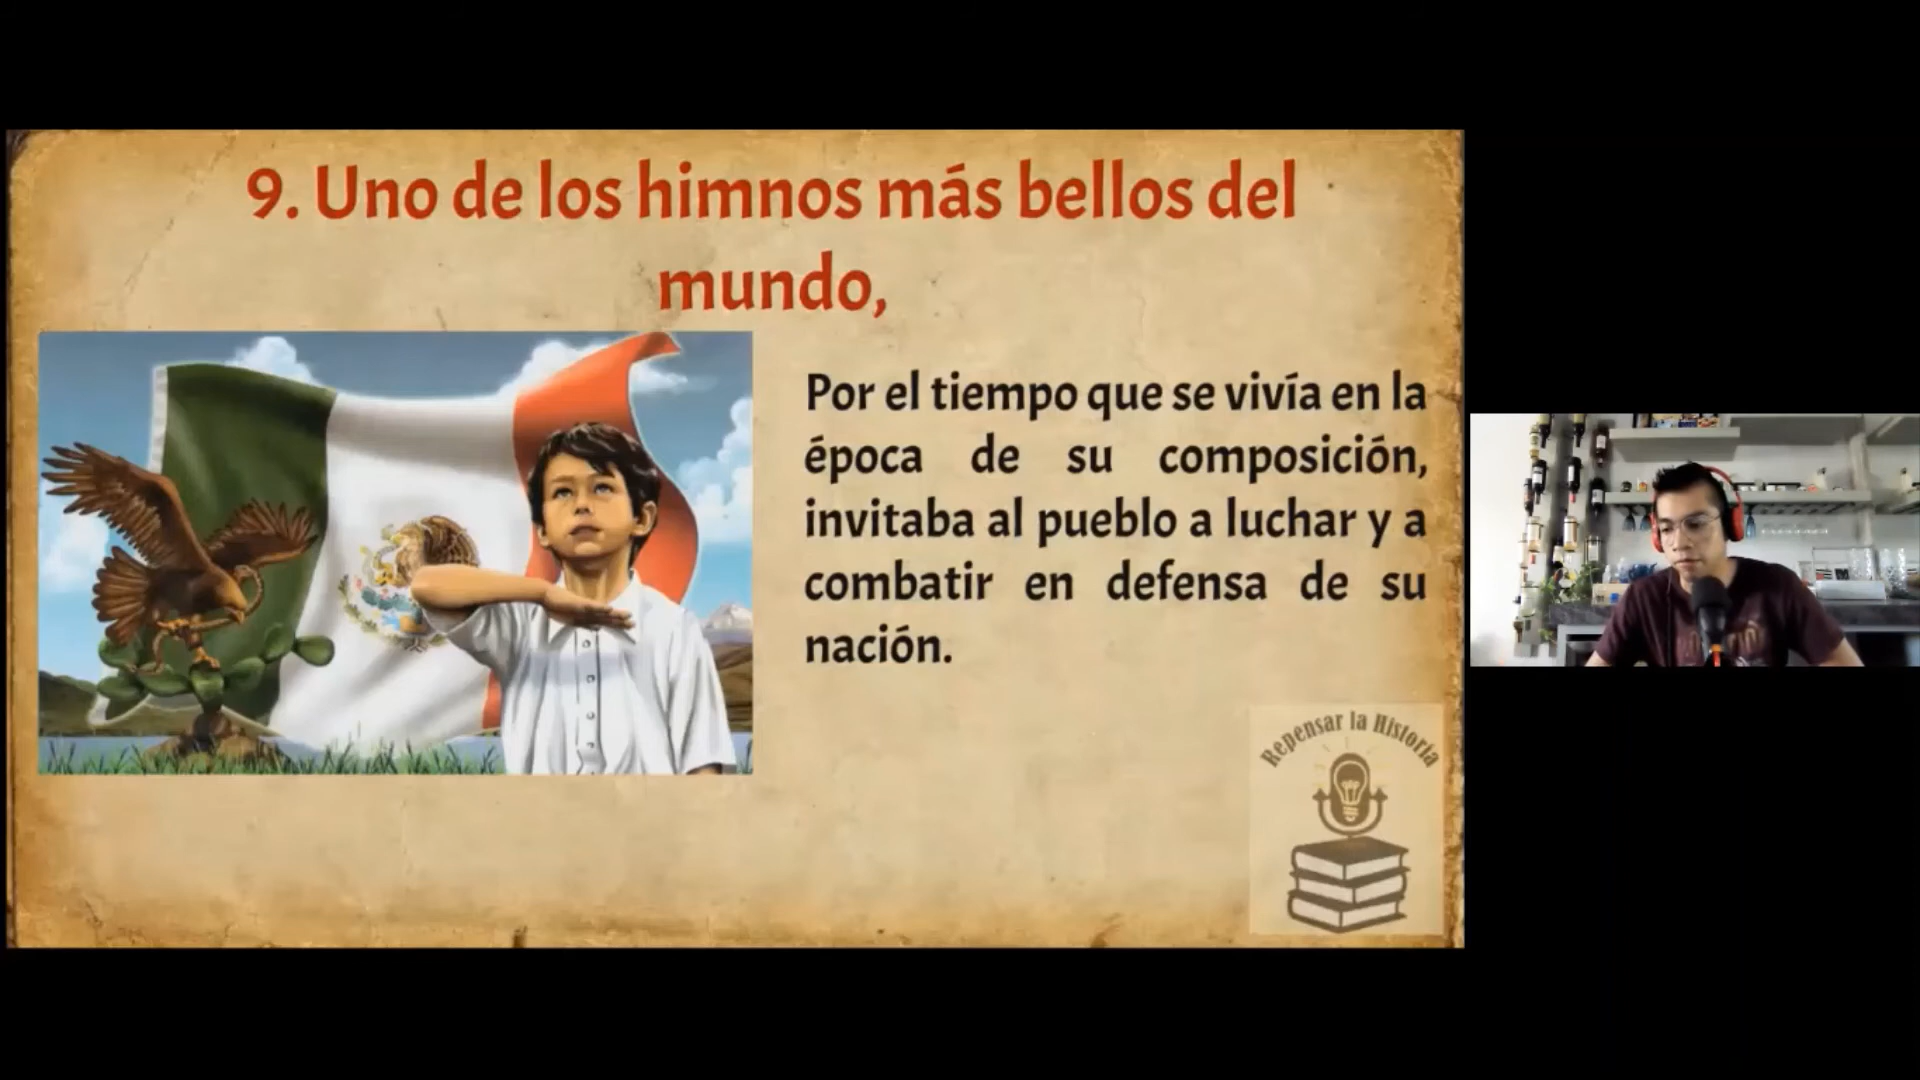 9. Uno de los himnos más bellos del
mundo,
Por el tiempo que se vivía en la
época de su composición,
invitaba al pueblo a luchar y a
combatir en defensa de su
nación.
Repensar la Historia